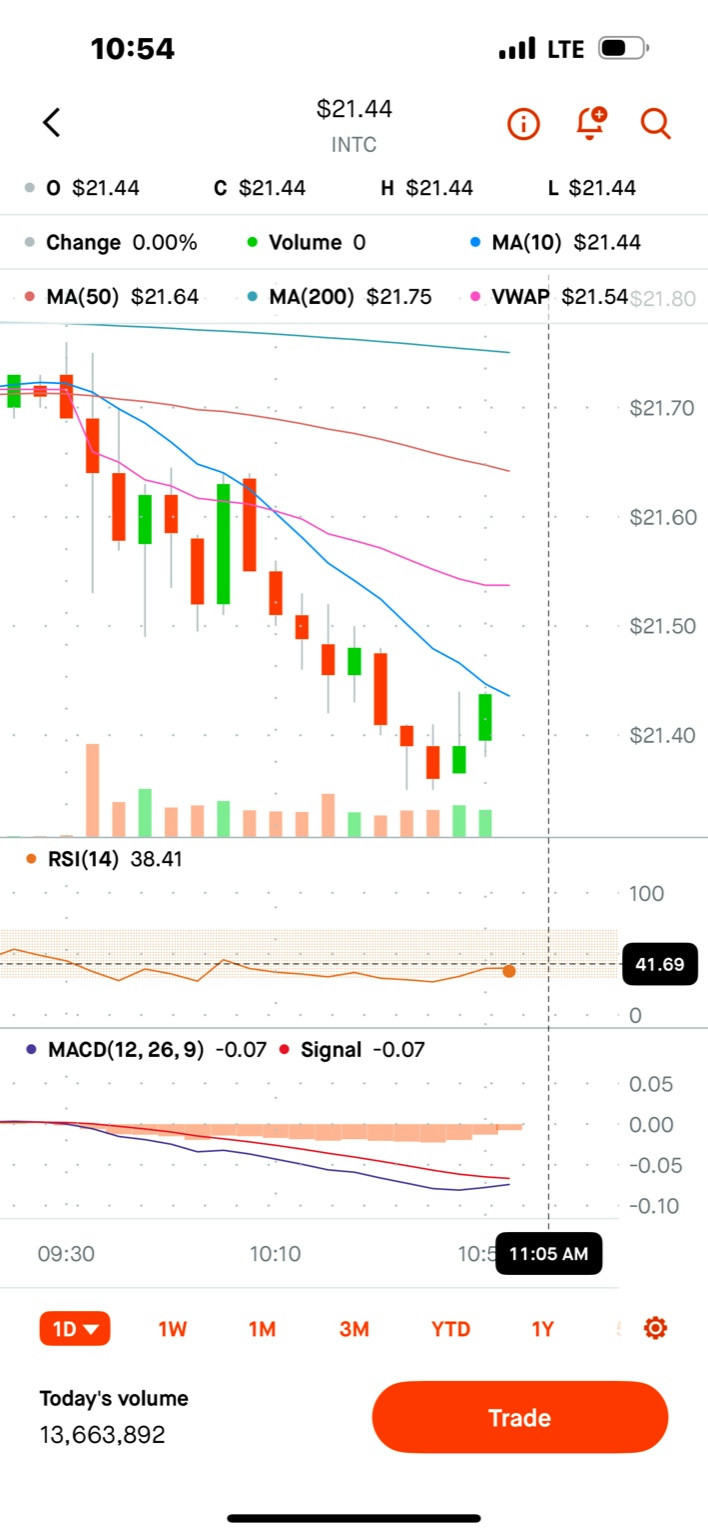 10:54 LTE
$21.44
INTC
O $21.44 C $21.44 H $21.44 L $21.44
Change 0.00% Volume 0 MA(10) $21.44
MA(50) $21.64 MA(200) $21.75 VWAP $21.54 $21.80
$21.70
$21.60
$21.50
$21.40
RSI(14) 38.41
100
41.69
0
MACD(12, 26, 9) -0.07 Signal -0.07
0.05
0.00
-0.05
-0.10
09:30 10:10 10:5 11:05 AM
1D 1W 1M 3M YTD 1Y
Today's volume
13,663,892
Trade